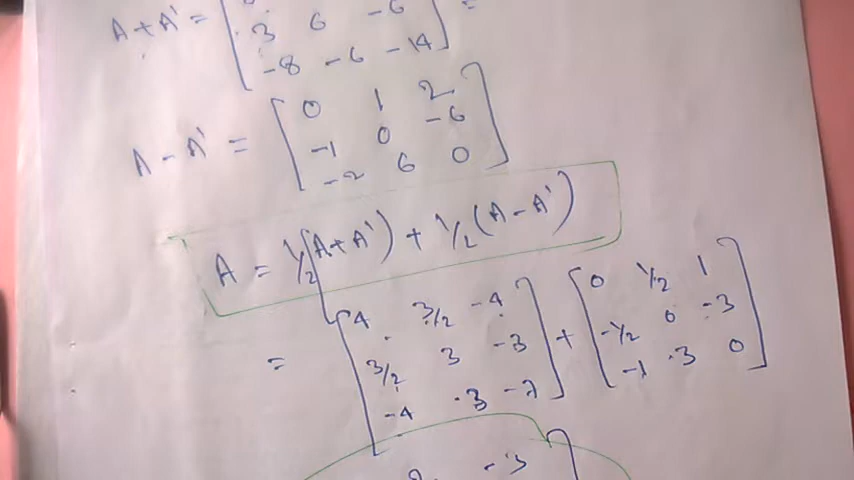 A + A' = [ 3 6 -6
-8 -6 -14 ] =
A - A' = [ 0 1 2
-1 0 -6
-2 6 0 ]
A = 1/2 (A + A') + 1/2 (A - A')
= [ 4 3/2 -4
3/2 3 -3
-4 -3 -7 ] + [ 0 1/2 1
-1/2 0 -3
-1 3 0 ]
-3 ]